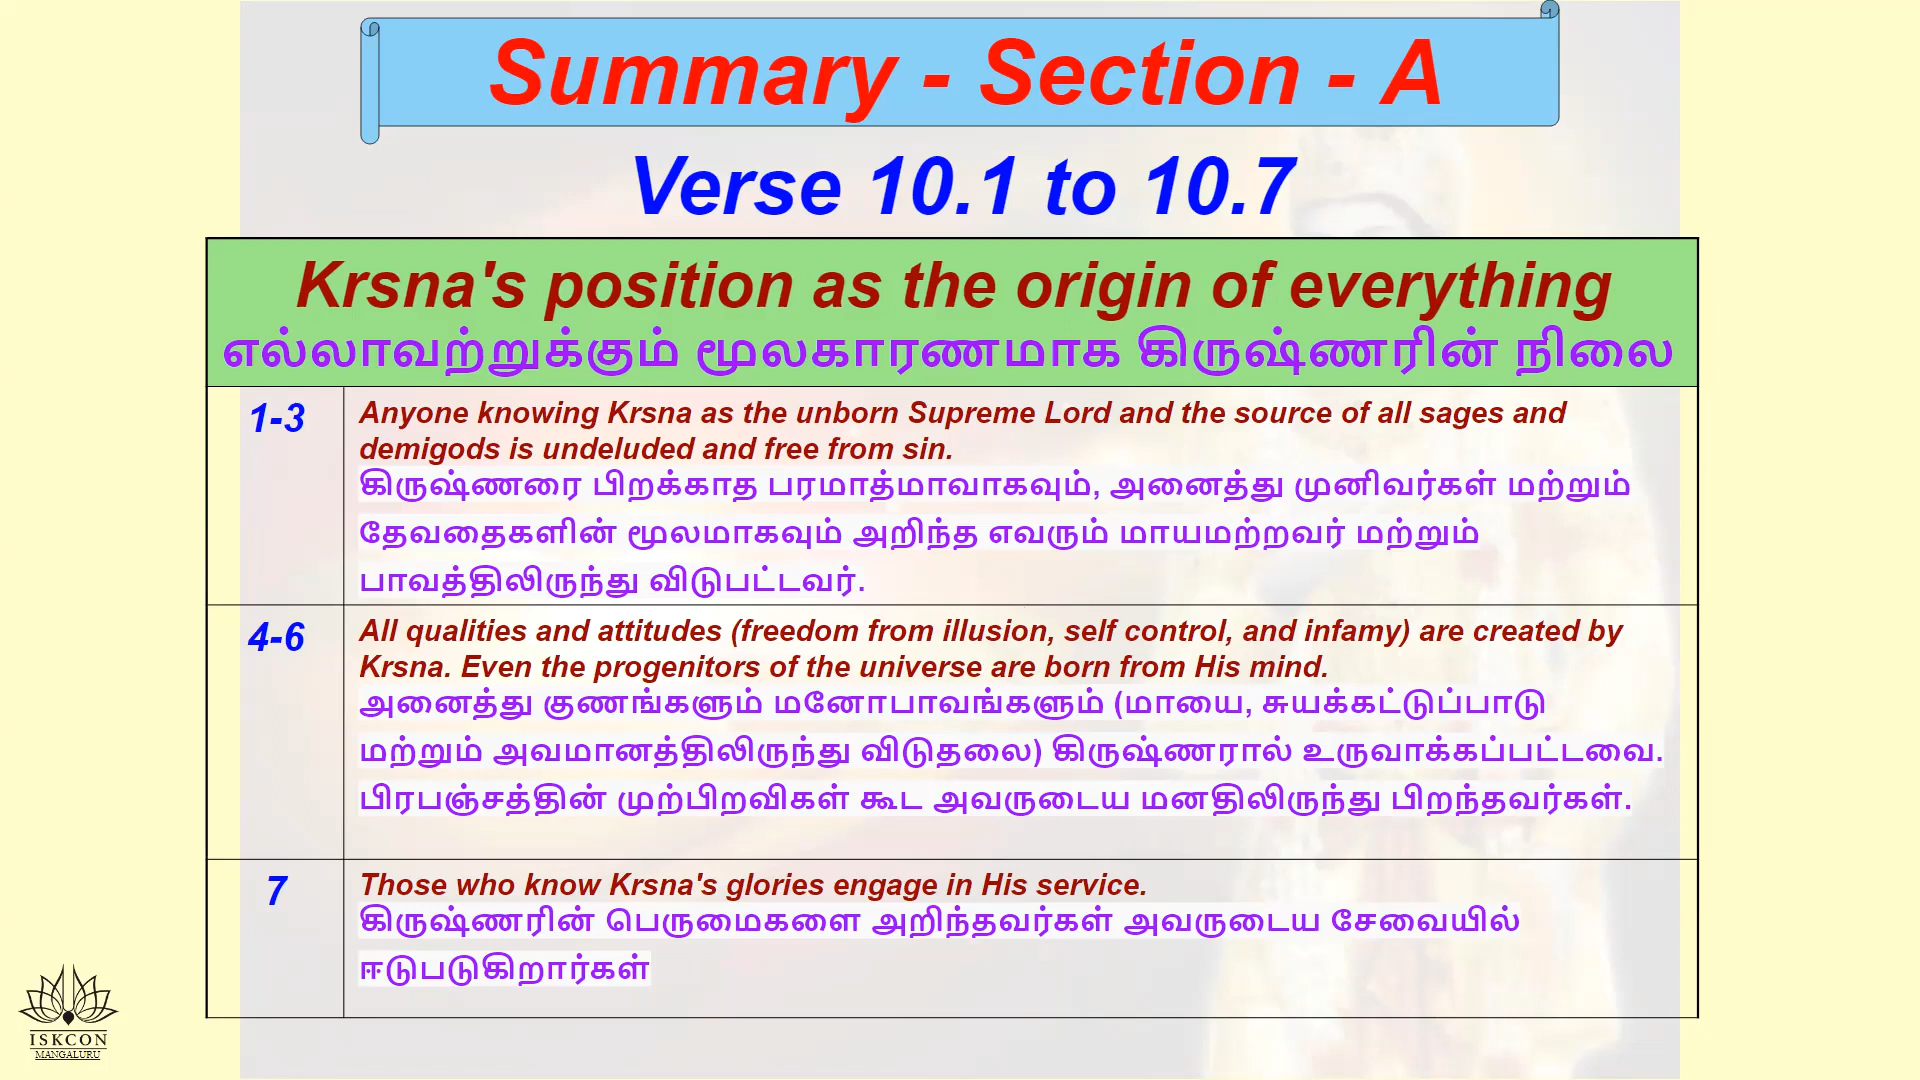 Summary - Section - A
Verse 10.1 to 10.7
Krsna's position as the origin of everything
எல்லாவற்றுக்கும் மூலகாரணமாக கிருஷ்ணரின் நிலை
1-3
Anyone knowing Krsna as the unborn Supreme Lord and the source of all sages and
demigods is undeluded and free from sin.
கிருஷ்ணரை பிறக்காத பரமாத்மாவாகவும், அனைத்து முனிவர்கள் மற்றும்
தேவதைகளின் மூலமாகவும் அறிந்த எவரும் மாயமற்றவர் மற்றும்
பாவத்திலிருந்து விடுபட்டவர்.
4-6
All qualities and attitudes (freedom from illusion, self control, and infamy) are created by
Krsna. Even the progenitors of the universe are born from His mind.
அனைத்து குணங்களும் மனோபாவங்களும் (மாயை, சுயக்கட்டுப்பாடு
மற்றும் அவமானத்திலிருந்து விடுதலை) கிருஷ்ணரால் உருவாக்கப்பட்டவை.
பிரபஞ்சத்தின் முற்பிறவிகள் கூட அவருடைய மனதிலிருந்து பிறந்தவர்கள்.
7
Those who know Krsna's glories engage in His service.
கிருஷ்ணரின் பெருமைகளை அறிந்தவர்கள் அவருடைய சேவையில்
ஈடுபடுகிறார்கள்
ISKCON
MANGALURU